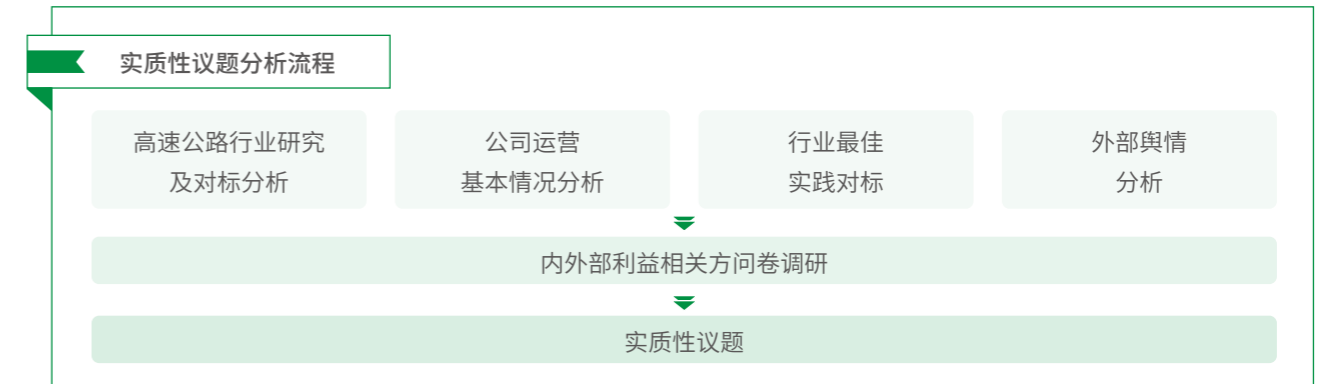 实质性议题分析流程
高速公路行业研究
及对标分析
公司运营
基本情况分析
行业最佳
实践对标
外部舆情
分析
内外部利益相关方问卷调研
实质性议题